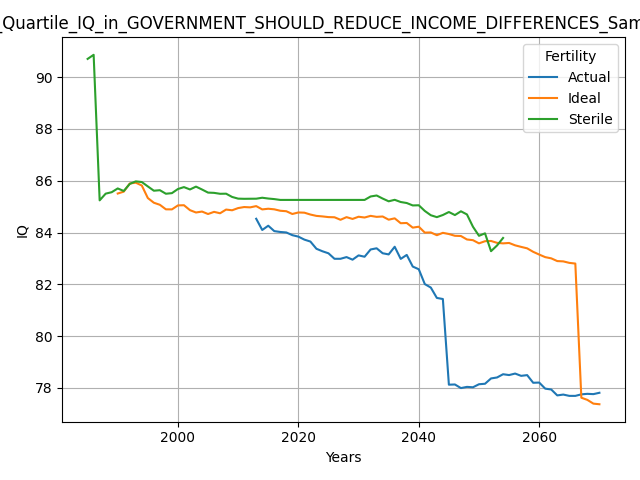 _Quartile_IQ_in_GOVERNMENT_SHOULD_REDUCE_INCOME_DIFFERENCES_Sam
Fertility
Actual
Ideal
Sterile
90
88
86
84
82
80
78
IQ
2000
2020
2040
2060
Years